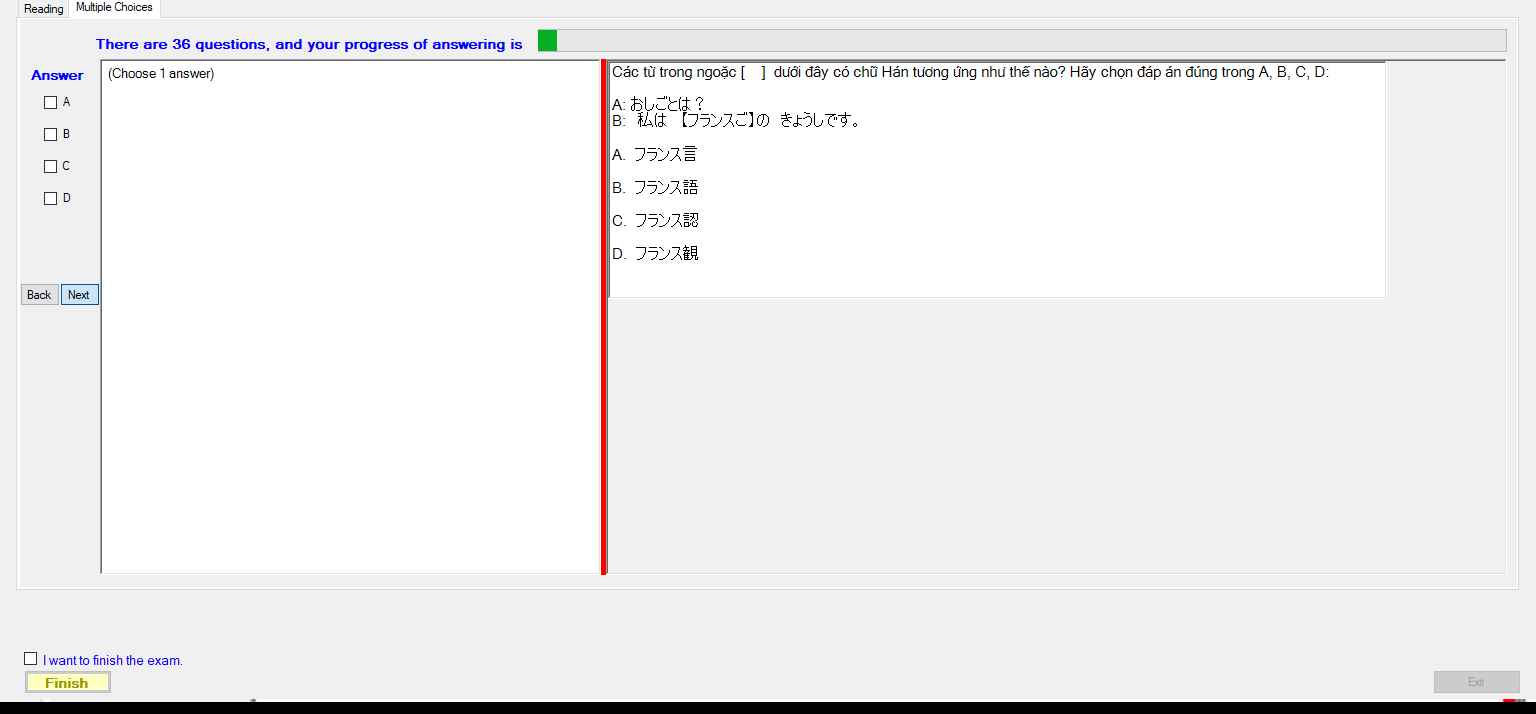 Reading
Multiple Choices
There are 36 questions, and your progress of answering is
Answer
A
B
C
D
Back
Next
(Choose 1 answer)
Các từ trong ngoặc [ ] dưới đây có chữ Hán tương ứng như thế nào? Hãy chọn đáp án đúng trong A, B, C, D:
A: おしごとは？
B: 私は 【フランスご】の きょうしです。
A. フランス言
B. フランス語
C. フランス認
D. フランス観
I want to finish the exam.
Finish
Exit